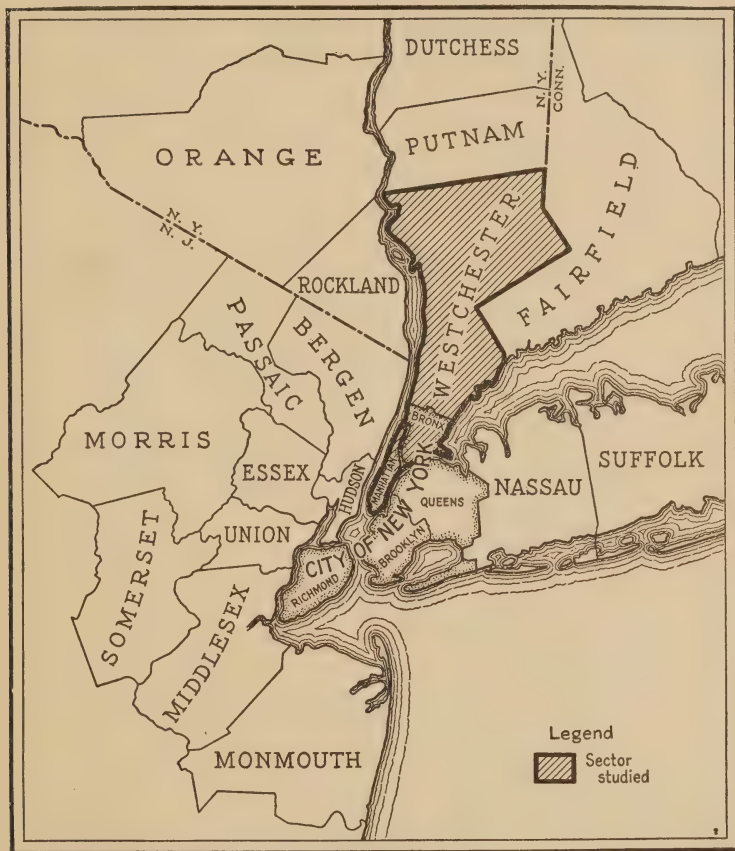 DUTCHESS
N. Y.
CONN.
PUTNAM
ORANGE
FAIRFIELD
WESTCHESTER
N. Y.
N. J.
ROCKLAND
PASSAIC
BERGEN
BRONX
MORRIS
ESSEX
HUDSON
MANHATTAN
QUEENS
NASSAU
SUFFOLK
UNION
CITY OF NEW YORK
BROOKLYN
RICHMOND
SOMERSET
MIDDLESEX
MONMOUTH
Legend
Sector
studied